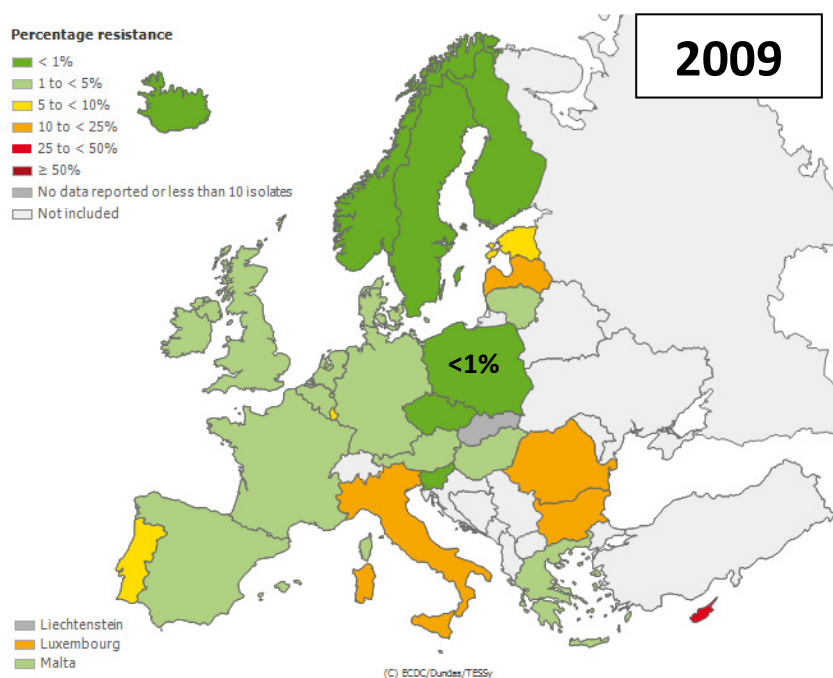 Percentage resistance
2009
< 1%
1 to < 5%
5 to < 10%
10 to < 25%
25 to < 50%
≥ 50%
No data reported or less than 10 isolates
Not included
<1%
Liechtenstein
Luxembourg
Malta
(C) ECDC/Dundas/TESSy